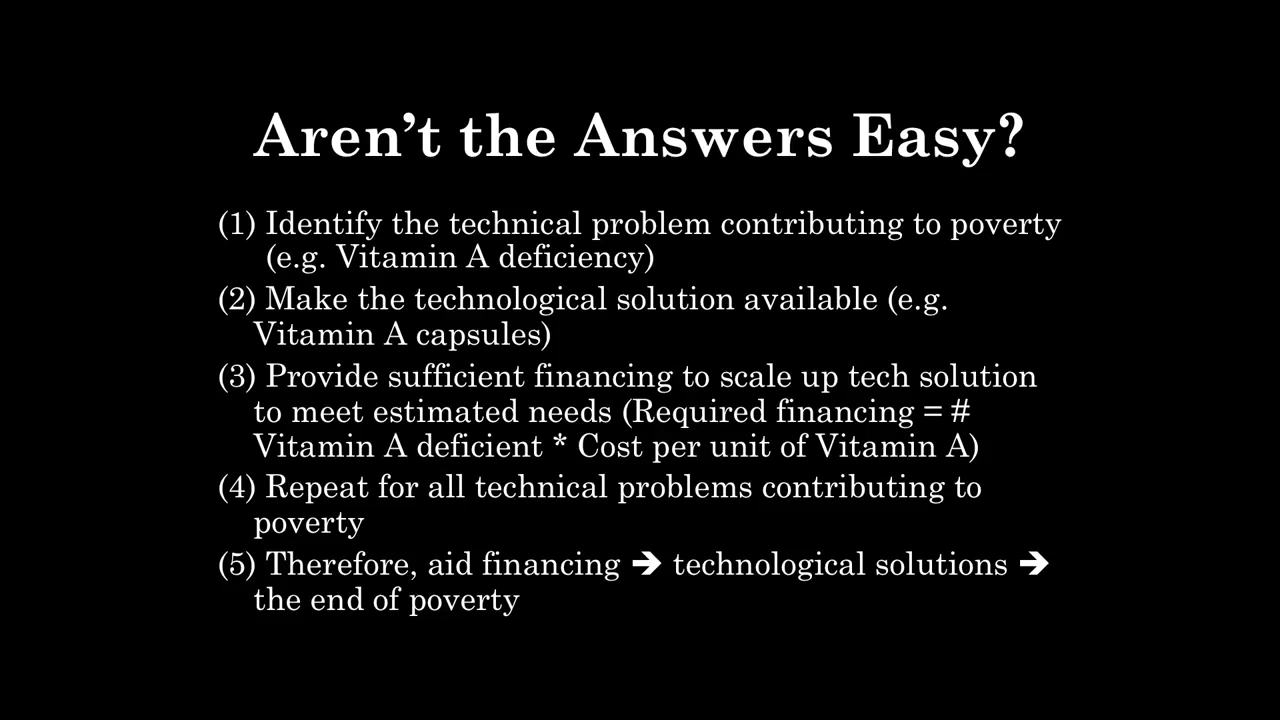 Aren’t the Answers Easy?
(1) Identify the technical problem contributing to poverty
(e.g. Vitamin A deficiency)
(2) Make the technological solution available (e.g.
Vitamin A capsules)
(3) Provide sufficient financing to scale up tech solution
to meet estimated needs (Required financing = #
Vitamin A deficient * Cost per unit of Vitamin A)
(4) Repeat for all technical problems contributing to
poverty
(5) Therefore, aid financing ➔ technological solutions ➔
the end of poverty